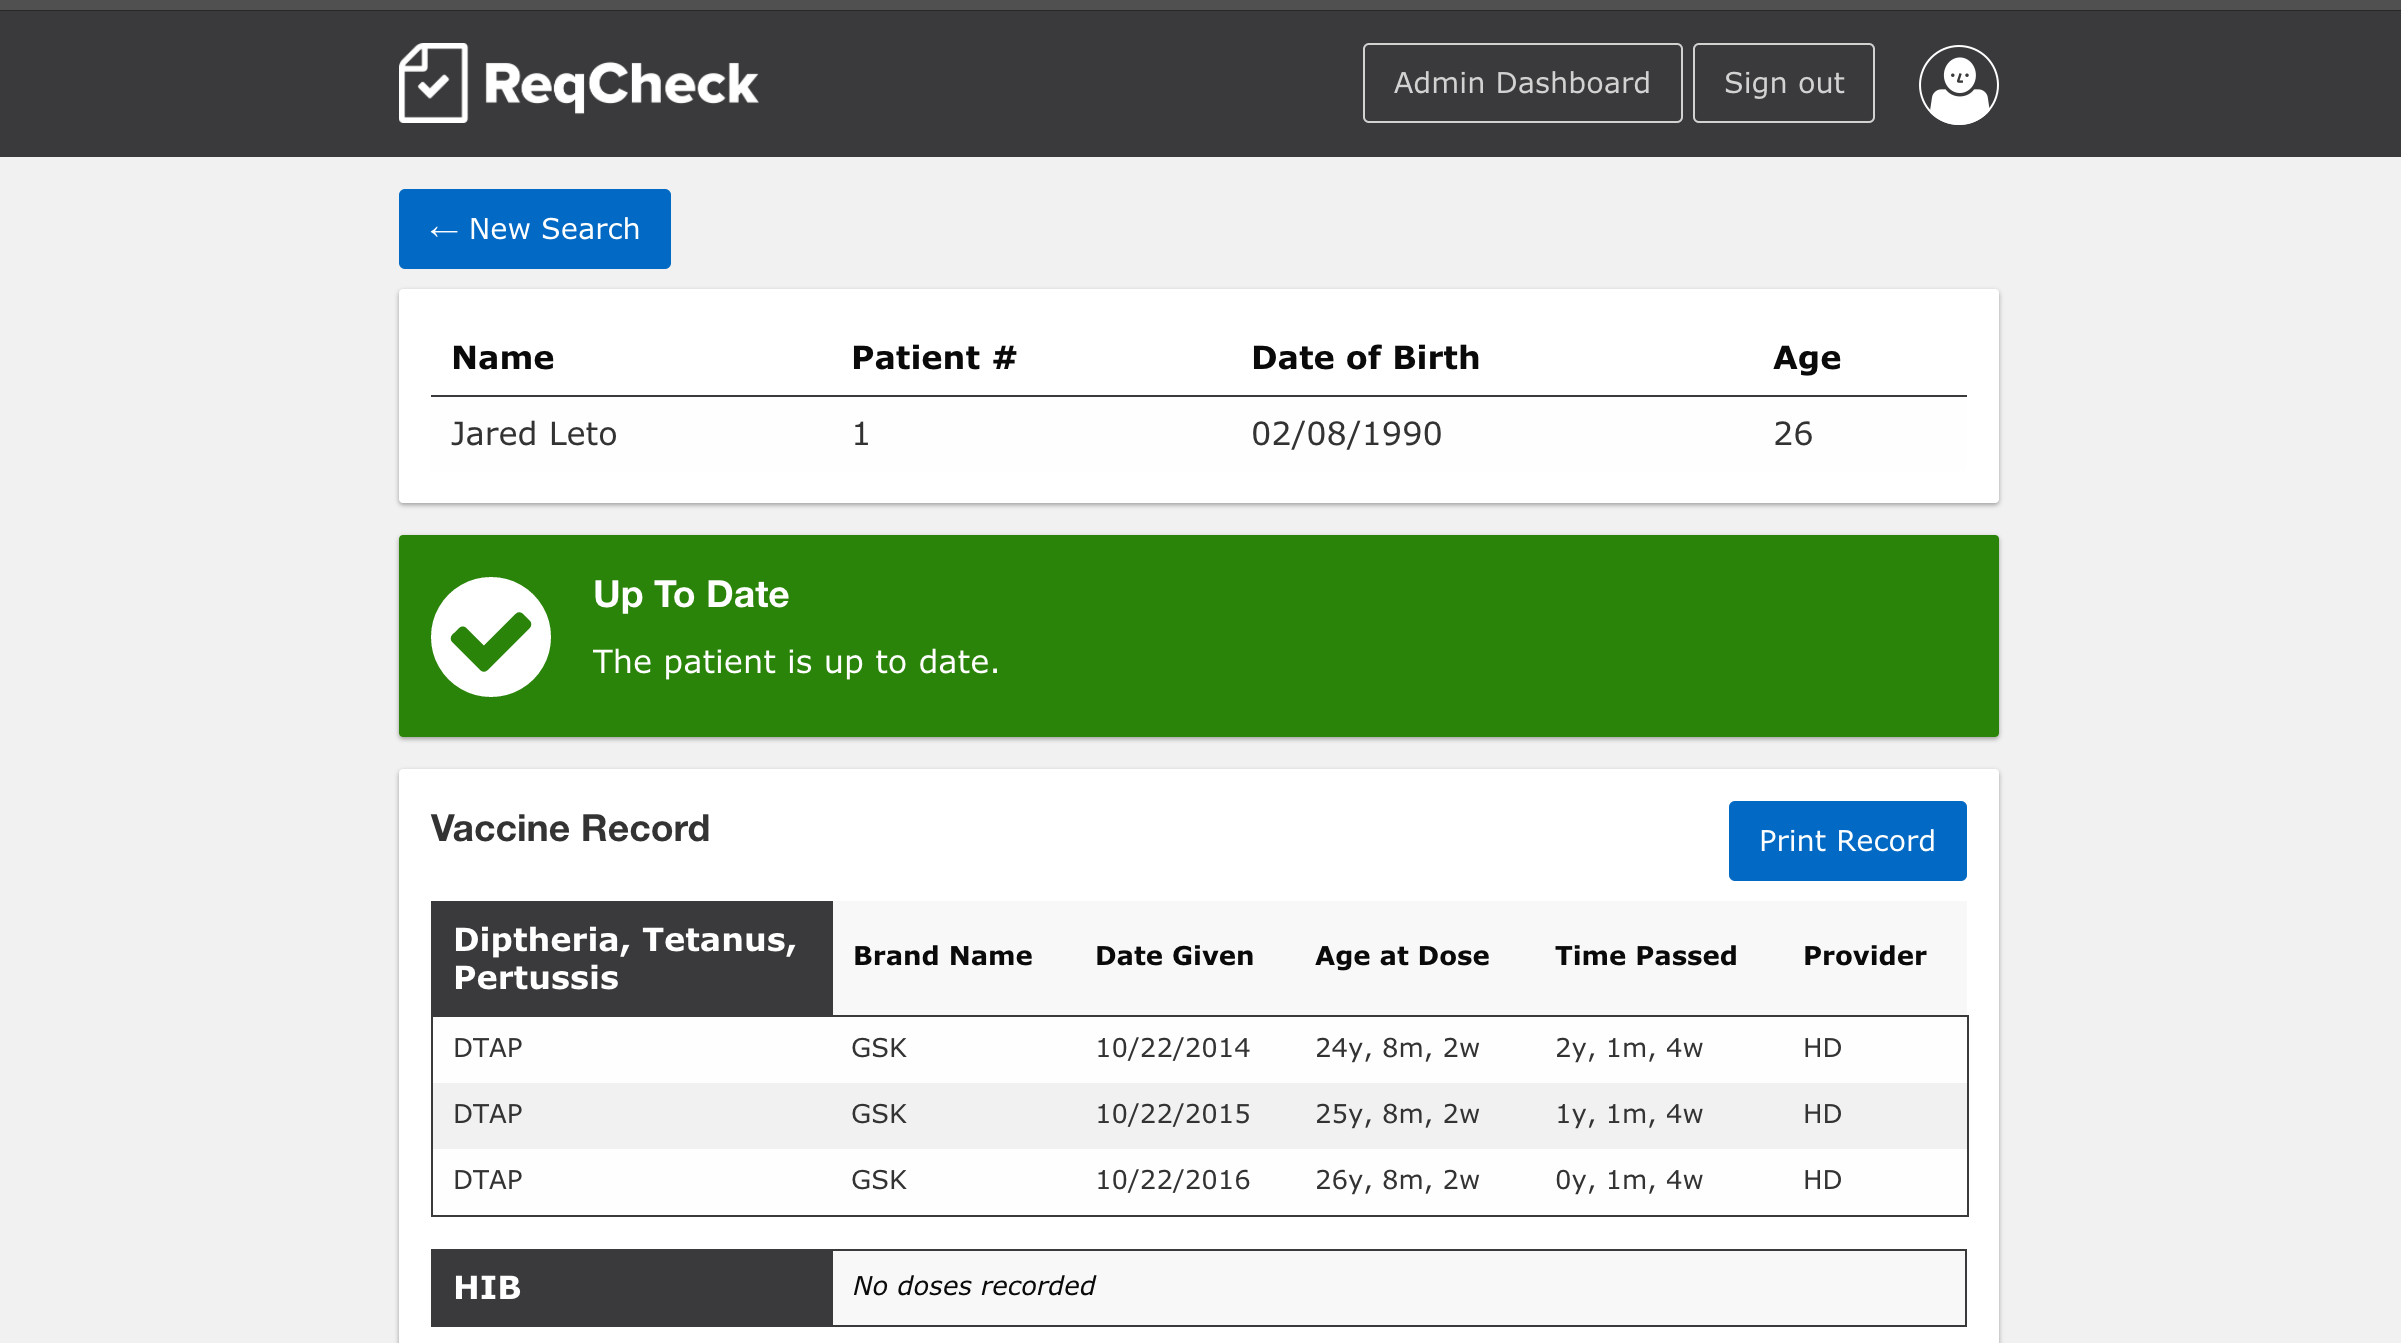 ReqCheck
Admin Dashboard
Sign out
← New Search
Name Patient # Date of Birth Age
Jared Leto 1 02/08/1990 26
Up To Date
The patient is up to date.
Vaccine Record
Print Record
Diptheria, Tetanus,
Pertussis
Brand Name Date Given Age at Dose Time Passed Provider
DTAP GSK 10/22/2014 24y, 8m, 2w 2y, 1m, 4w HD
DTAP GSK 10/22/2015 25y, 8m, 2w 1y, 1m, 4w HD
DTAP GSK 10/22/2016 26y, 8m, 2w 0y, 1m, 4w HD
HIB No doses recorded